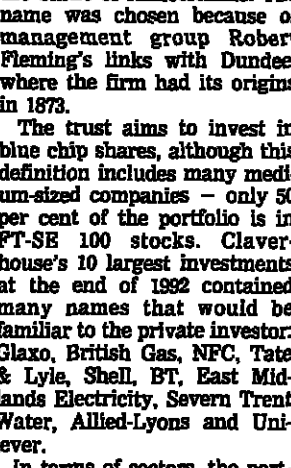 name was chosen because o
management group Rober
Fleming's links with Dundee
where the firm had its origins
in 1873.
The trust aims to invest in
blue chip shares, although this
definition includes many medi-
um-sized companies — only 50
per cent of the portfolio is in
FT-SE 100 stocks. Claver-
house's 10 largest investments
at the end of 1992 contained
many names that would be
familiar to the private investor:
Glaxo, British Gas, NFC, Tate
& Lyle, Shell, BT, East Mid-
lands Electricity, Severn Trent
Water, Allied-Lyons and Uni-
ever.
In terms of sectors, the